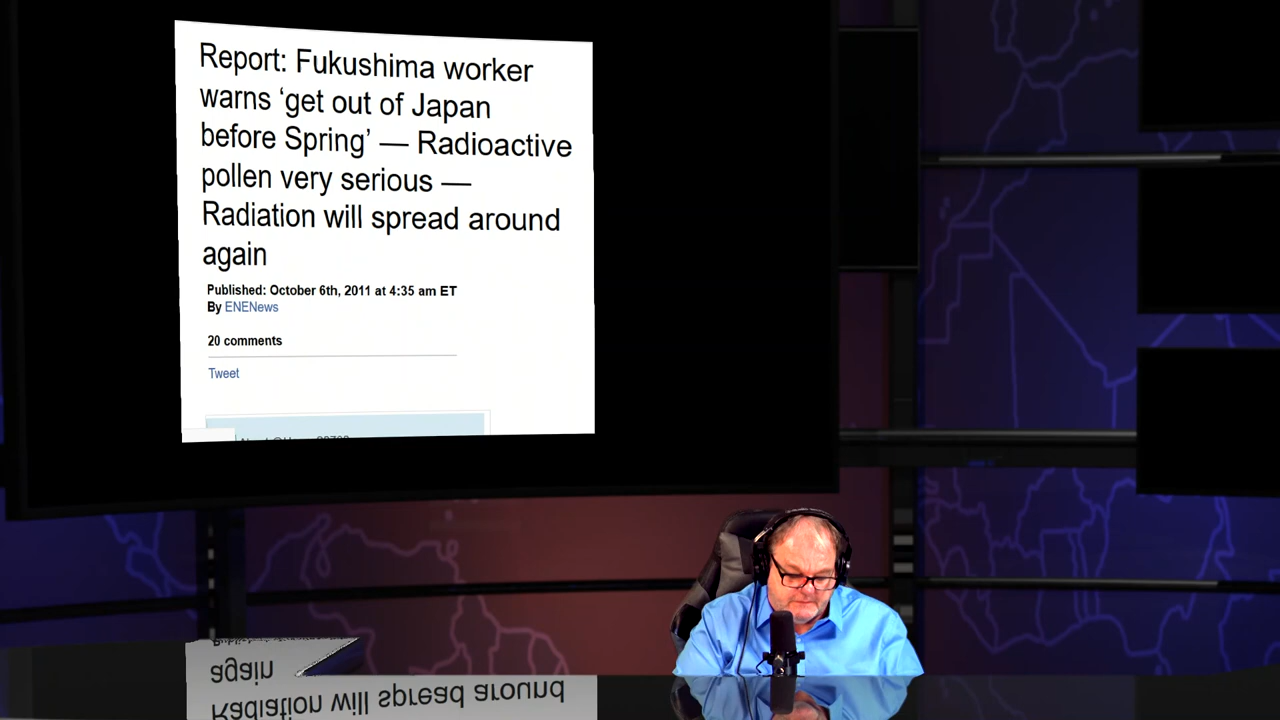 Report: Fukushima worker
warns ‘get out of Japan
before Spring’ — Radioactive
pollen very serious —
Radiation will spread around
again
Published: October 6th, 2011 at 4:35 am ET
By ENENews
20 comments
Tweet
again
Radiation will spread around